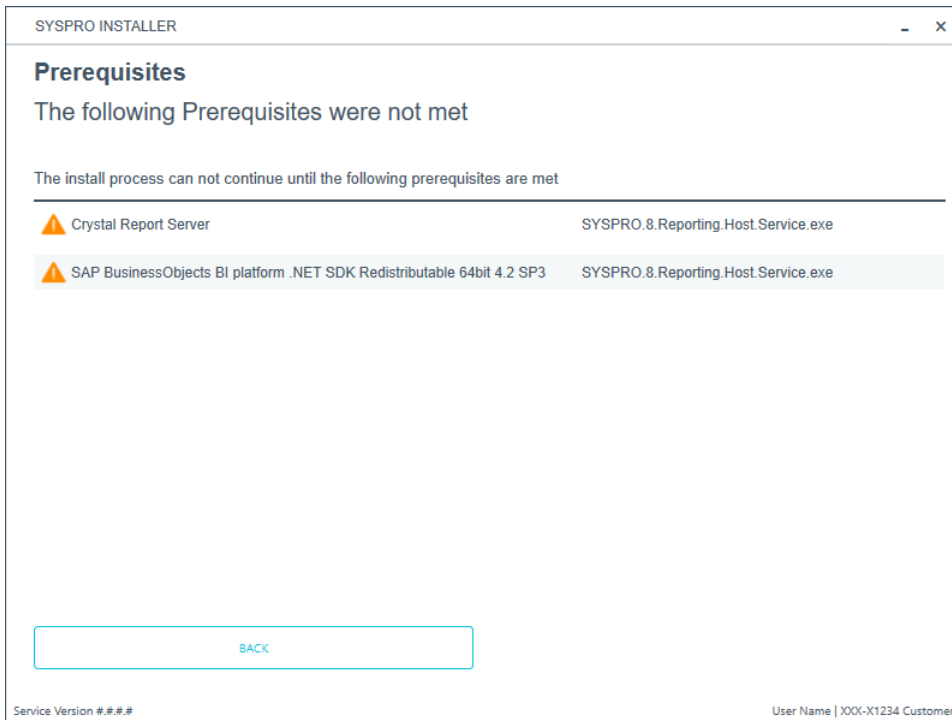 SYSPRO INSTALLER
Prerequisites
The following Prerequisites were not met
The install process can not continue until the following prerequisites are met
Crystal Report Server SYSPRO.8.Reporting.Host.Service.exe
SAP BusinessObjects BI platform .NET SDK Redistributable 64bit 4.2 SP3 SYSPRO.8.Reporting.Host.Service.exe
BACK
Service Version #.#.#.# User Name | XXX-X1234 Customer